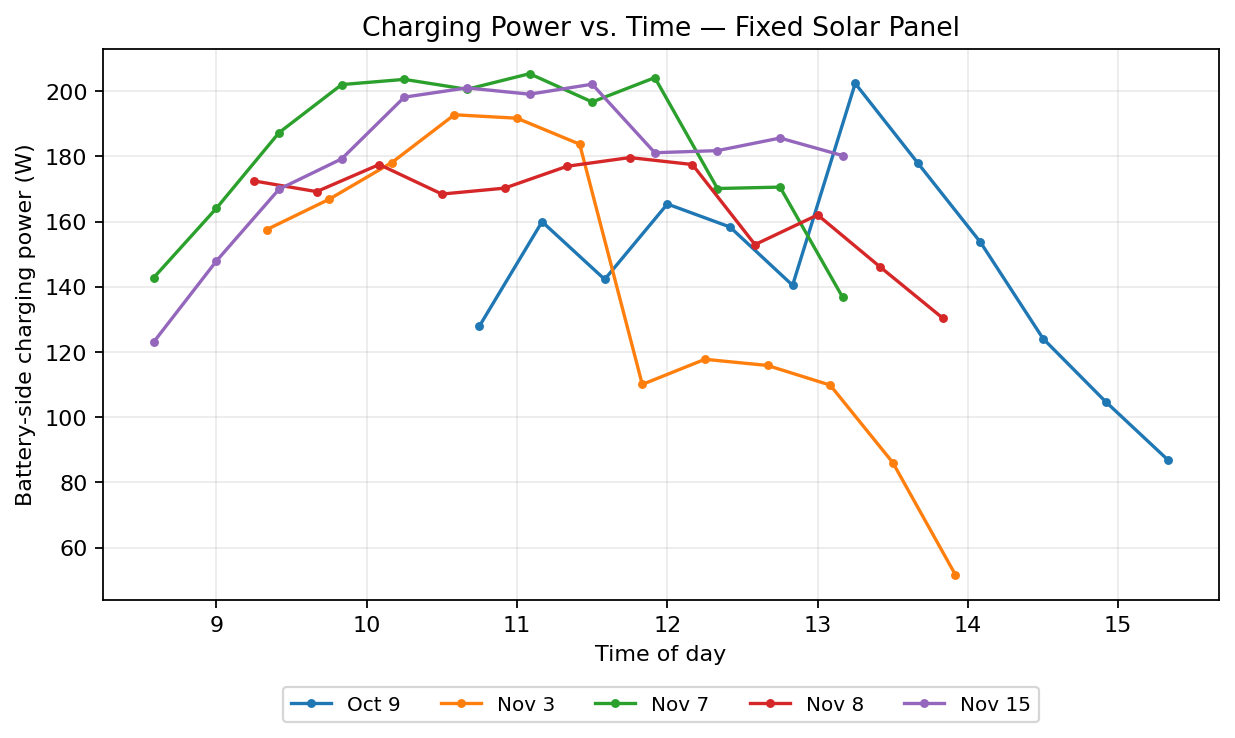 Charging Power vs. Time — Fixed Solar Panel
Battery-side charging power (W)
200
180
160
140
120
100
80
60
9 10 11 12 13 14 15
Time of day
Oct 9 Nov 3 Nov 7 Nov 8 Nov 15